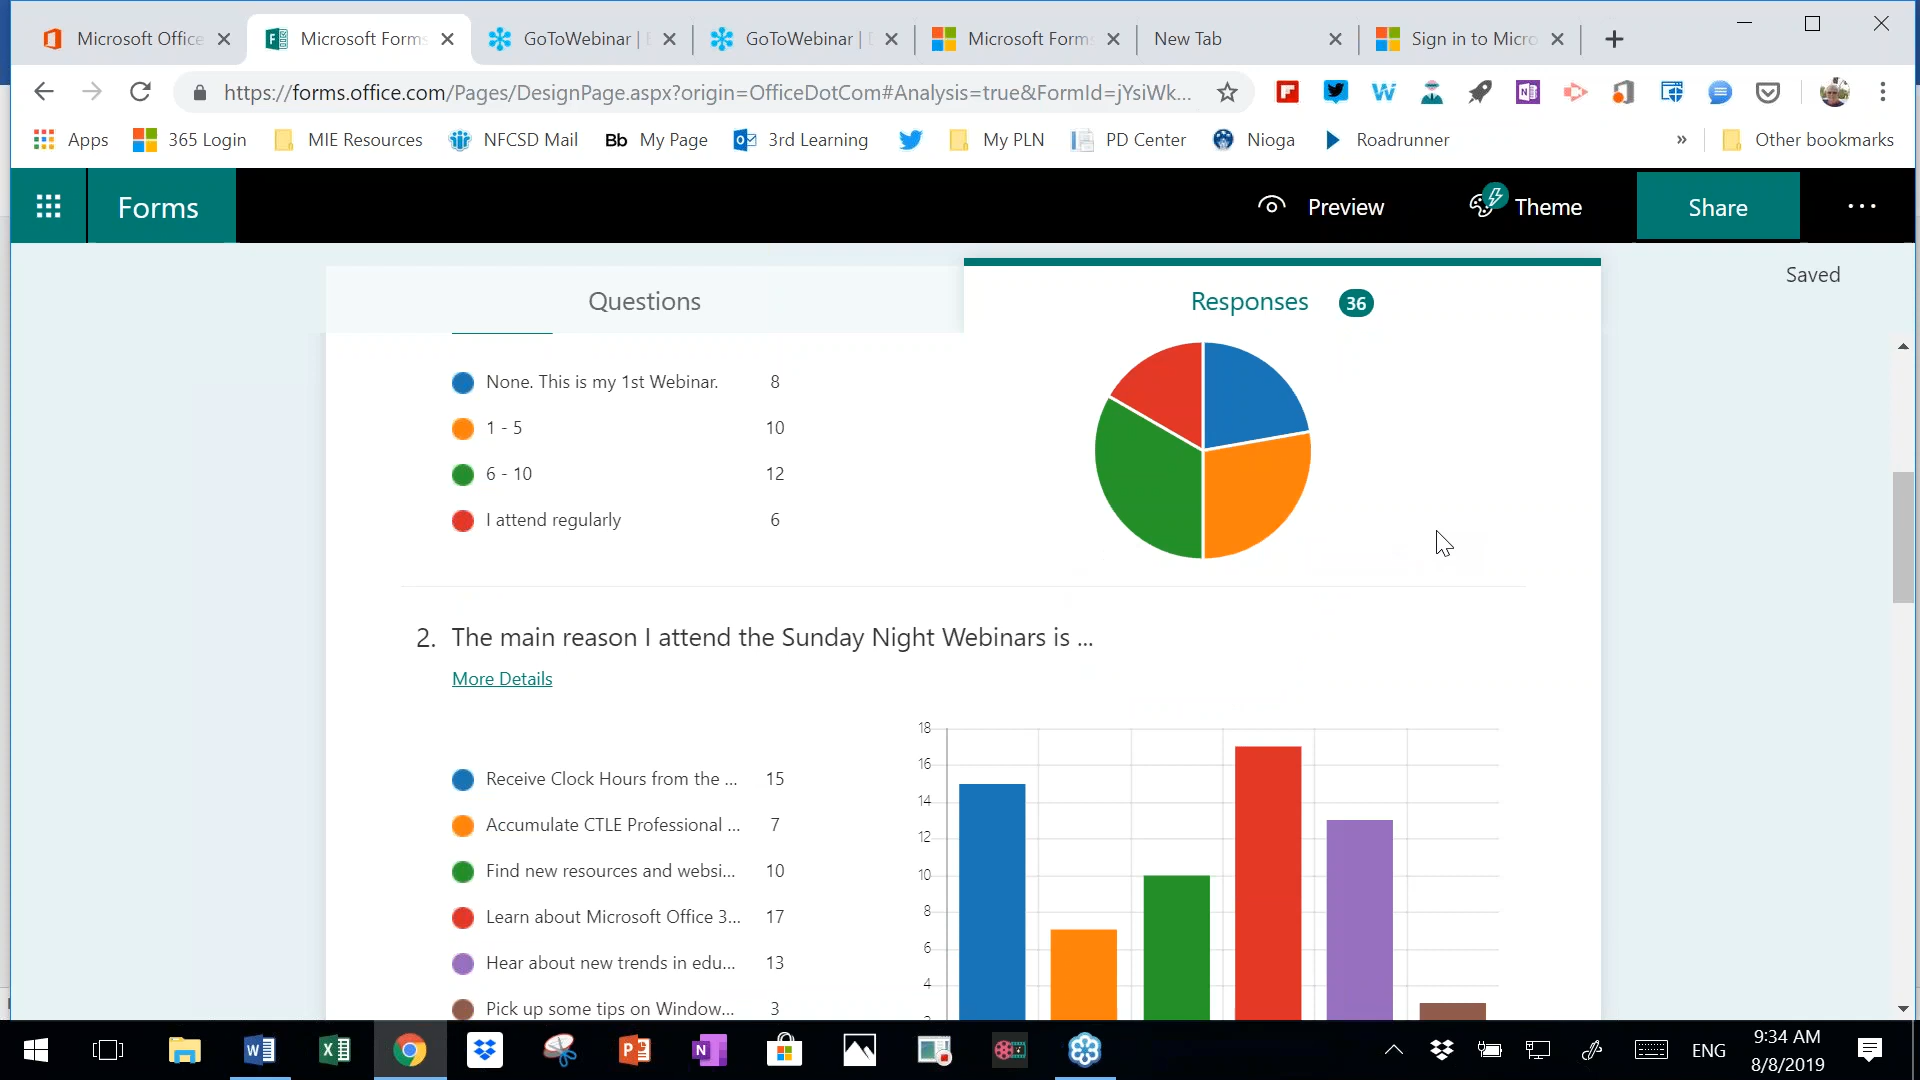 Microsoft Office
Microsoft Forms
GoToWebinar |
GoToWebinar |
Microsoft Forms
New Tab
Sign in to Micro
https://forms.office.com/Pages/DesignPage.aspx?origin=OfficeDotCom#Analysis=true&FormId=jYsiWk...
Apps 365 Login MIE Resources NFCSD Mail Bb My Page 3rd Learning My PLN PD Center Nioga Roadrunner » Other bookmarks
Forms Preview Theme Share ...
Saved
Questions Responses 36
None. This is my 1st Webinar. 8
1 - 5 10
6 - 10 12
I attend regularly 6
2. The main reason I attend the Sunday Night Webinars is ...
More Details
Receive Clock Hours from the ... 15
Accumulate CTLE Professional ... 7
Find new resources and websi... 10
Learn about Microsoft Office 3... 17
Hear about new trends in edu... 13
Pick up some tips on Window... 3
18
16
14
12
10
8
6
4
ENG
9:34 AM
8/8/2019